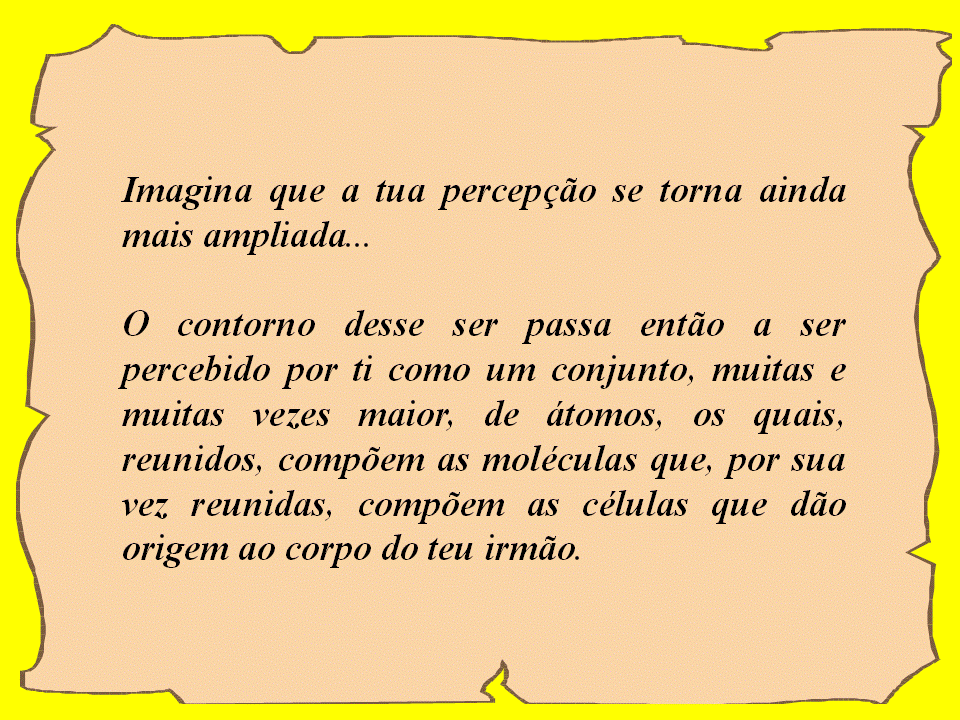 Imagina que a tua percepção se torna ainda
mais ampliada...
O contorno desse ser passa então a ser
percebido por ti como um conjunto, muitas e
muitas vezes maior, de átomos, os quais,
reunidos, compõem as moléculas que, por sua
vez reunidas, compõem as células que dão
origem ao corpo do teu irmão.